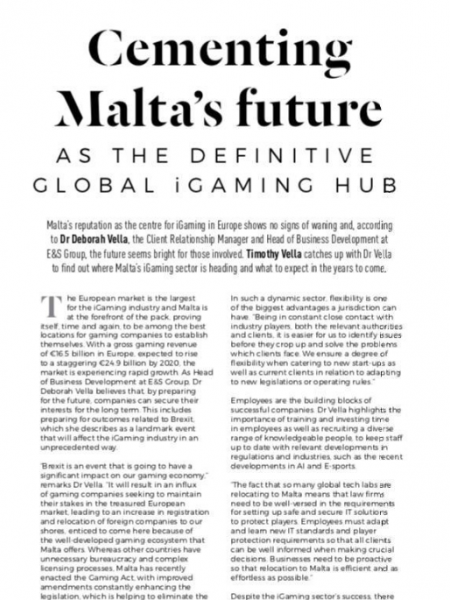 Cementing
Malta's future
AS THE DEFINITIVE
GLOBAL iGAMING HUB
Malta's reputation as the centre for iGaming in Europe shows no signs of waning and, according
to Dr Deborah Vella, the Client Relationship Manager and Head of Business Development at
E&S Group, the future seems bright for those involved. Timothy Vella catches up with Dr Vella
to find out where Malta's iGaming sector is heading and what to expect in the years to come.
The European market is the largest
for the iGaming industry and Malta is
at the forefront of the pack, proving
itself, time and again, to be among the best
locations for gaming companies to establish
themselves. With a gross gaming revenue
of €16.5 billion in Europe, expected to rise
to a staggering €24.9 billion by 2020, the
market is experiencing rapid growth. As Head
of Business Development at E&S Group, Dr
Deborah Vella believes that, by preparing
for the future, companies can secure their
interests for the long term. This includes
preparing for outcomes related to Brexit,
which she describes as a landmark event
that will affect the iGaming industry in an
unprecedented way.
"Brexit is an event that is going to have a
significant impact on our gaming economy,"
remarks Dr Vella. "It will result in an influx
of gaming companies seeking to maintain
their stakes in the treasured European
market, leading to an increase in registration
and relocation of foreign companies to our
shores, enticed to come here because of
the well-developed gaming ecosystem that
Malta offers. Whereas other countries have
unnecessary bureaucracy and complex
licensing processes, Malta has recently
enacted the Gaming Act, with improved
amendments constantly enhancing the
legislation, which is helping to eliminate the
In such a dynamic sector, flexibility is one
of the biggest advantages a jurisdiction can
have. "Being in constant close contact with
industry players, both the relevant authorities
and clients, it is easier for us to identify issues
before they crop up and solve the problems
which clients face. We ensure a degree of
flexibility when catering to new start-ups as
well as current clients in relation to adapting
to new legislations or operating rules."
Employees are the building blocks of
successful companies. Dr Vella highlights the
importance of training and investing time
in employees as well as recruiting a diverse
range of knowledgeable people, to keep staff
up to date with relevant developments in
regulations and industries, such as the recent
developments in AI and E-sports.
"The fact that so many global tech labs are
relocating to Malta means that law firms
need to be well-versed in the requirements
for setting up safe and secure IT solutions
to protect players. Employees must adapt
and learn new IT standards and player
protection requirements so that all clients
can be well informed when making crucial
decisions. Businesses need to be proactive
so that relocation to Malta is efficient and as
effortless as possible."
Despite the iGaming sector's success, there